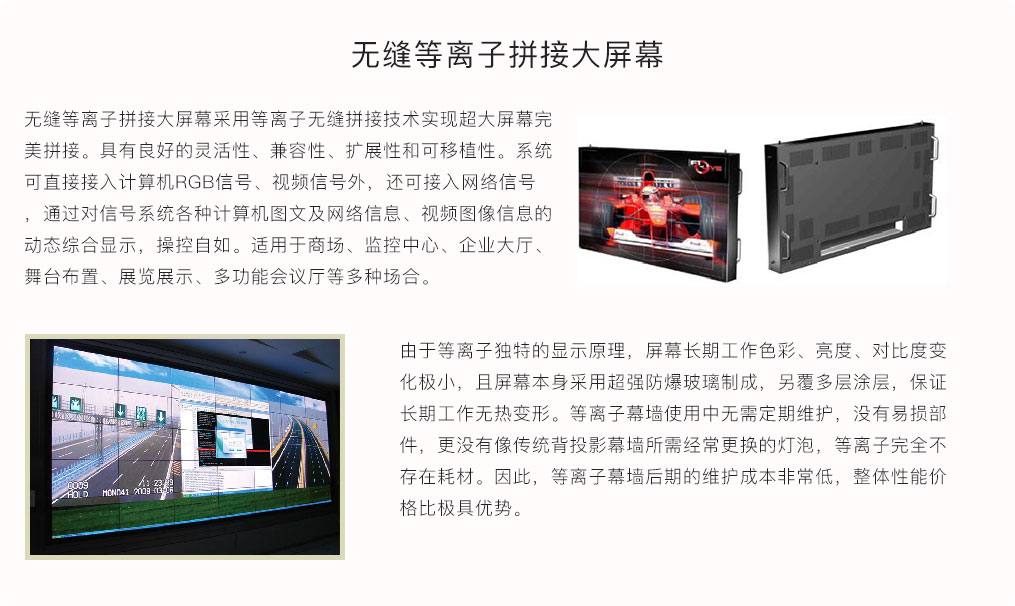 无缝等离子拼接大屏幕
无缝等离子拼接大屏幕采用等离子无缝拼接技术实现超大屏幕完
美拼接。具有良好的灵活性、兼容性、扩展性和可移植性。系统
可直接接入计算机RGB信号、视频信号外，还可接入网络信号
，通过对信号系统各种计算机图文及网络信息、视频图像信息的
动态综合显示，操控自如。适用于商场、监控中心、企业大厅、
舞台布置、展览展示、多功能会议厅等多种场合。
由于等离子独特的显示原理，屏幕长期工作色彩、亮度、对比度变
化极小，且屏幕本身采用超强防爆玻璃制成，另覆多层涂层，保证
长期工作无热变形。等离子幕墙使用中无需定期维护，没有易损部
件，更没有像传统背投影幕墙所需经常更换的灯泡，等离子完全不
存在耗材。因此，等离子幕墙后期的维护成本非常低，整体性能价
格比极具优势。
0009
HOLD